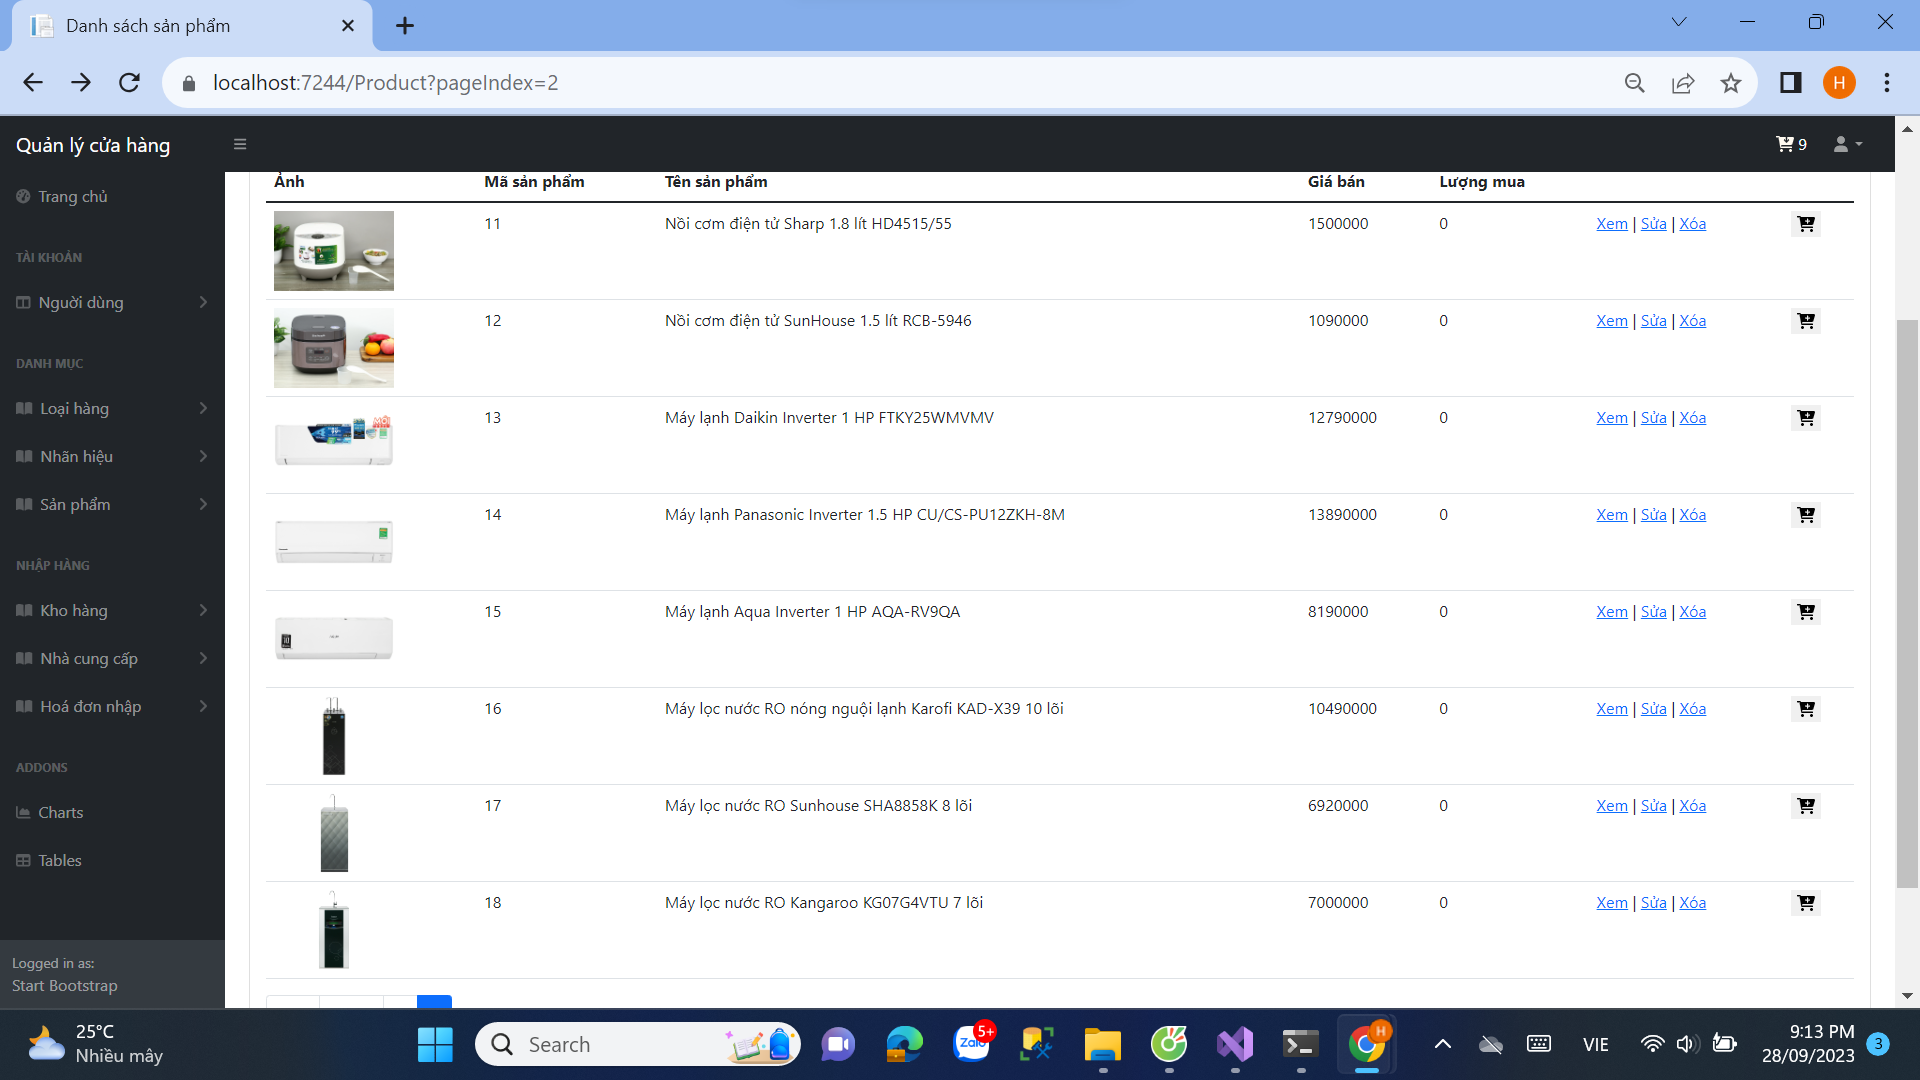 Danh sách sản phẩm
localhost:7244/Product?pageIndex=2
H
Quản lý cửa hàng
9
Trang chủ
TÀI KHOẢN
Người dùng
DANH MỤC
Loại hàng
Nhãn hiệu
Sản phẩm
NHẬP HÀNG
Kho hàng
Nhà cung cấp
Hoá đơn nhập
ADDONS
Charts
Tables
Logged in as:
Start Bootstrap
Ảnh Mã sản phẩm Tên sản phẩm Giá bán Lượng mua
11 Nồi cơm điện tử Sharp 1.8 lít HD4515/55 1500000 0 Xem | Sửa | Xóa
12 Nồi cơm điện tử SunHouse 1.5 lít RCB-5946 1090000 0 Xem | Sửa | Xóa
13 Máy lạnh Daikin Inverter 1 HP FTKY25WMVMV 12790000 0 Xem | Sửa | Xóa
14 Máy lạnh Panasonic Inverter 1.5 HP CU/CS-PU12ZKH-8M 13890000 0 Xem | Sửa | Xóa
15 Máy lạnh Aqua Inverter 1 HP AQA-RV9QA 8190000 0 Xem | Sửa | Xóa
16 Máy lọc nước RO nóng nguội lạnh Karofi KAD-X39 10 lõi 10490000 0 Xem | Sửa | Xóa
17 Máy lọc nước RO Sunhouse SHA8858K 8 lõi 6920000 0 Xem | Sửa | Xóa
18 Máy lọc nước RO Kangaroo KG07G4VTU 7 lõi 7000000 0 Xem | Sửa | Xóa
25°C
Nhiều mây
Search
Zalo
5+
H
VIE
9:13 PM
28/09/2023
3